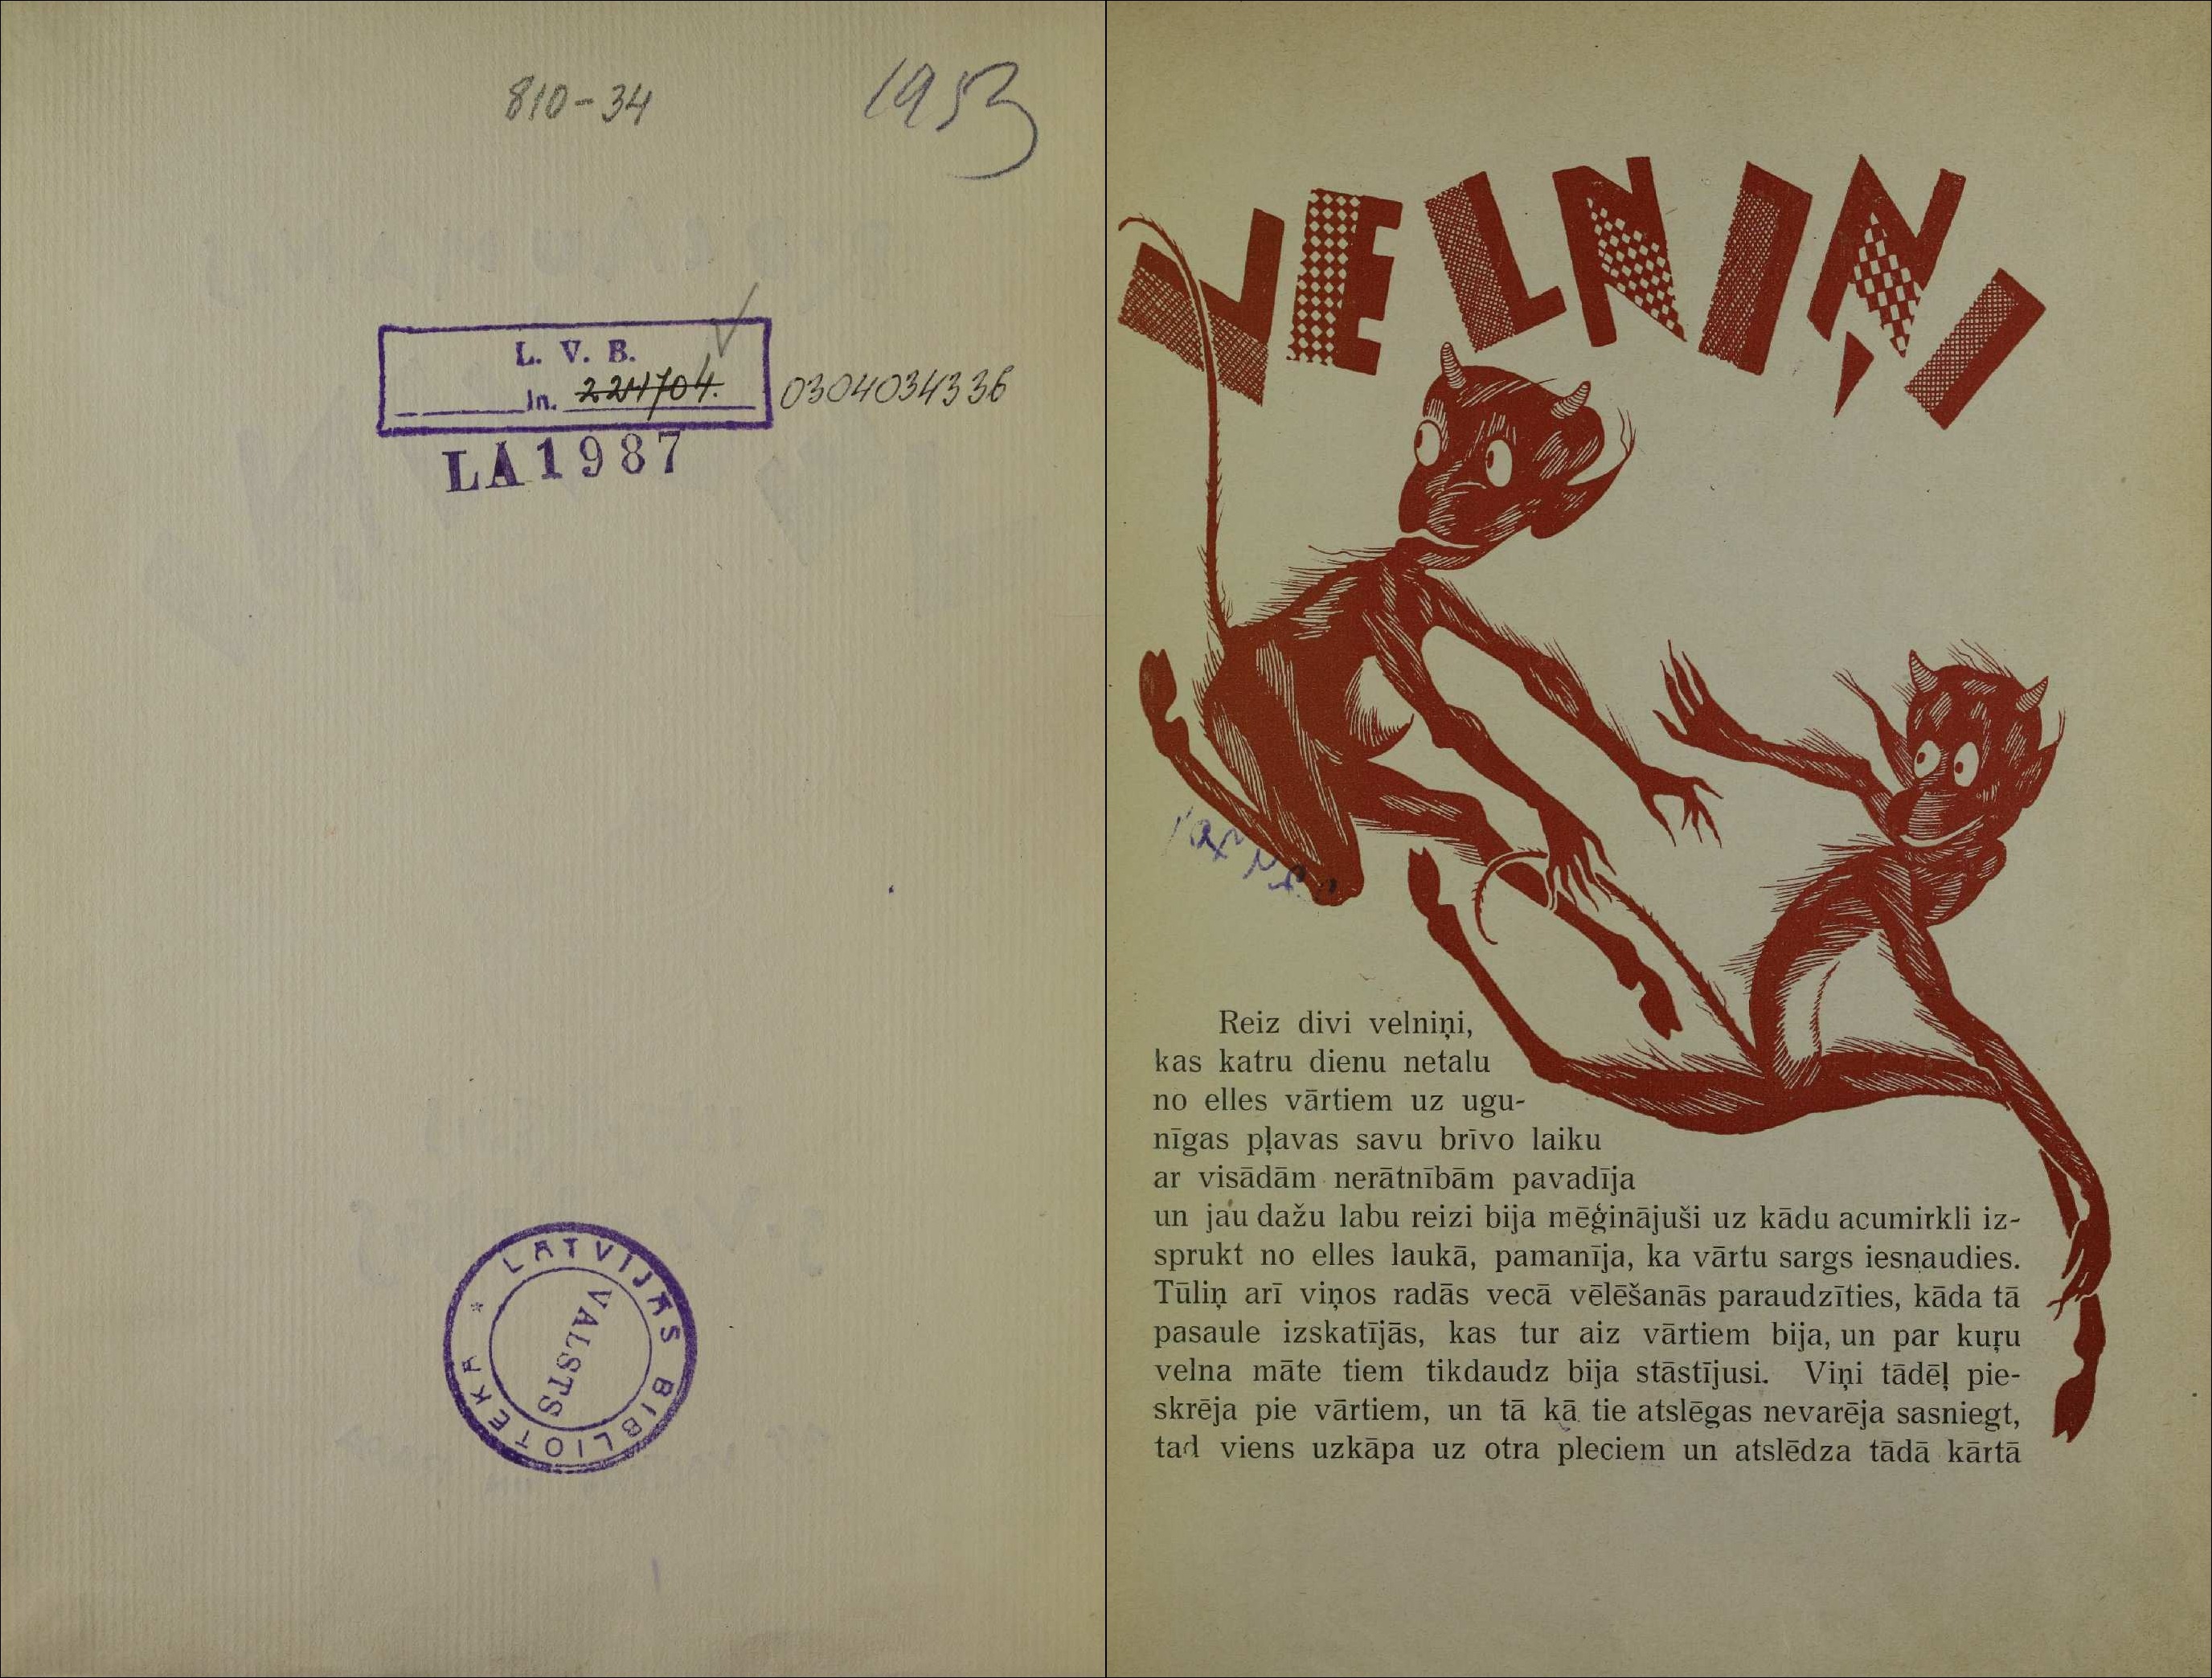 810-34
1953
L. V. B.
In. 221704.
0304034336
LA 1987
LATVIJAS BIBLIOTEKA *
VALSTS
VELNIŅI
Reiz divi velniņi,
kas katru dienu netalu
no elles vārtiem uz ugu-
nīgas pļavas savu brīvo laiku
ar visādām nerātnībām pavadīja
un jau dažu labu reizi bija mēģinājuši uz kādu acumirkli iz-
sprukt no elles laukā, pamanīja, ka vārtu sargs iesnaudies.
Tūliņ arī viņos radās vecā vēlēšanās paraudzīties, kāda tā
pasaule izskatījās, kas tur aiz vārtiem bija, un par kuŗu
velna māte tiem tikdaudz bija stāstījusi. Viņi tādēļ pie-
skrēja pie vārtiem, un tā kā tie atslēgas nevarēja sasniegt,
tad viens uzkāpa uz otra pleciem un atslēdza tādā kārtā